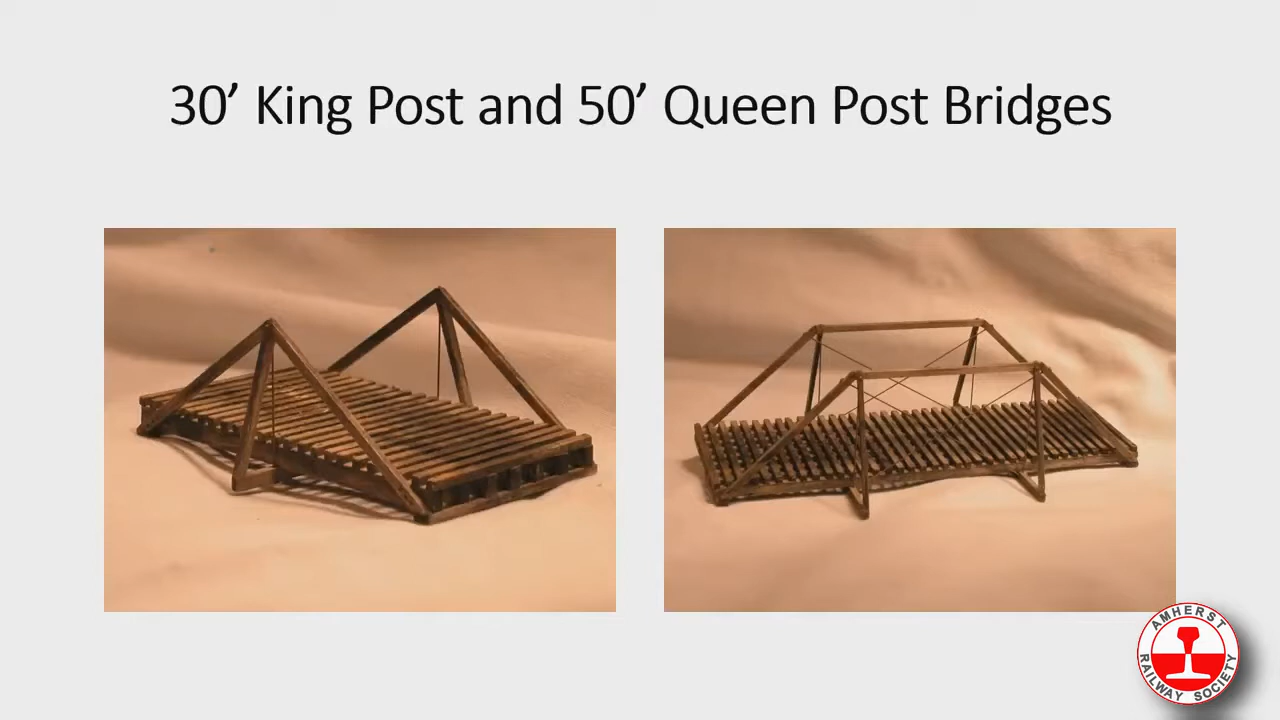 30’ King Post and 50’ Queen Post Bridges
AMHERST
RAILWAY SOCIETY